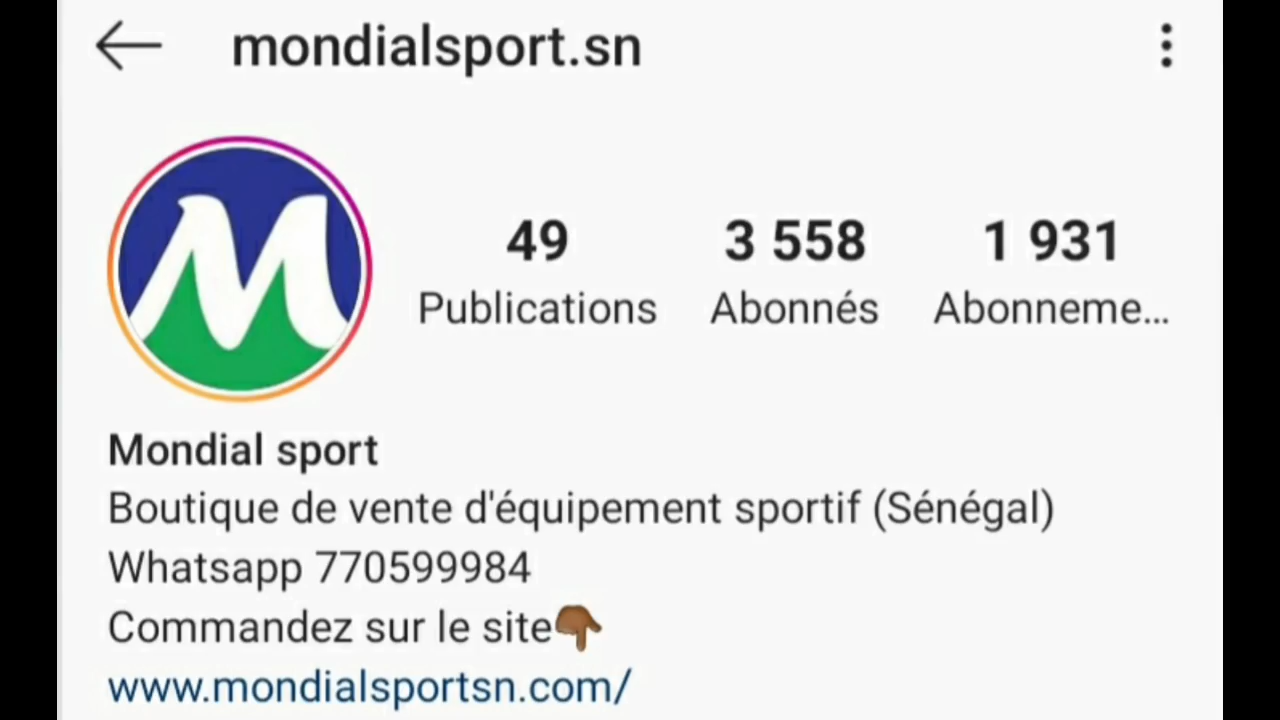 mondialsport.sn
49 3 558 1 931
Publications Abonnés Abonneme...
Mondial sport
Boutique de vente d'équipement sportif (Sénégal)
Whatsapp 770599984
Commandez sur le site👇🏾
www.mondialsportsn.com/